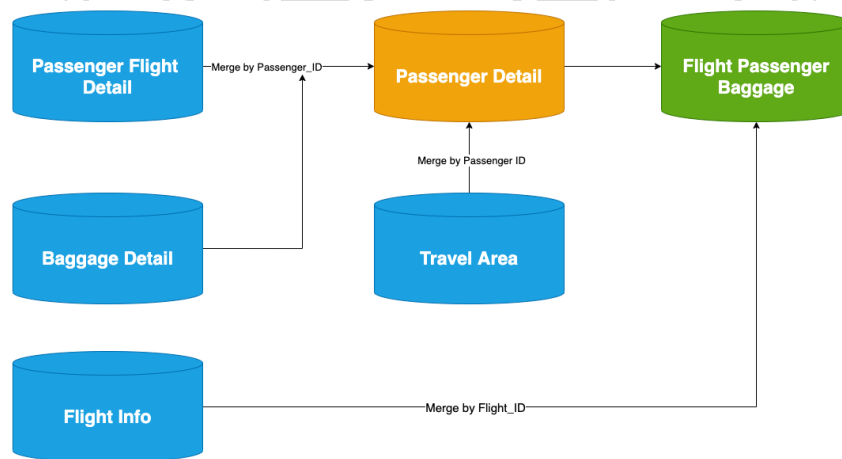 Passenger Flight
Detail
Merge by Passenger_ID
Passenger Detail
Flight Passenger
Baggage
Merge by Passenger ID
Baggage Detail
Travel Area
Flight Info
Merge by Flight_ID